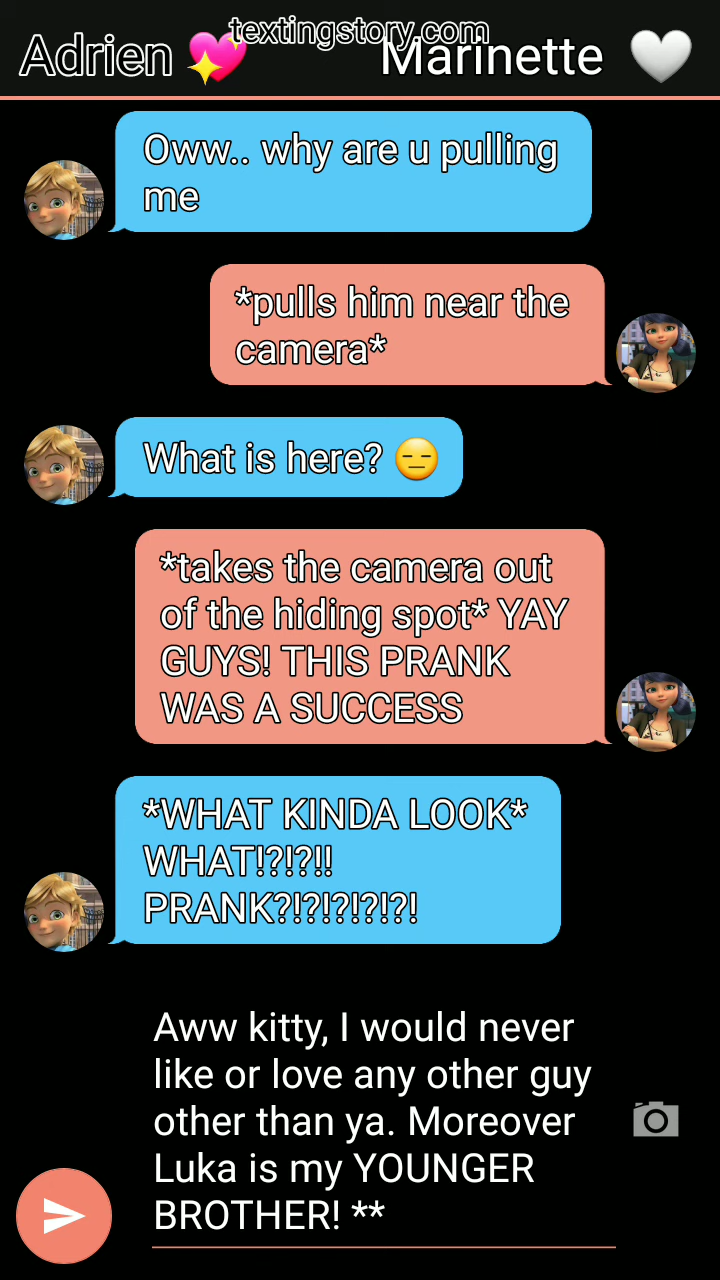 textingstory.com
Adrien 💖 Marinette 🤍
Oww.. why are u pulling
me
*pulls him near the
camera*
What is here? 😑
*takes the camera out
of the hiding spot* YAY
GUYS! THIS PRANK
WAS A SUCCESS
*WHAT KINDA LOOK*
WHAT!?!?!!
PRANK?!?!?!?!?!
Aww kitty, I would never
like or love any other guy
other than ya. Moreover
Luka is my YOUNGER
BROTHER! **